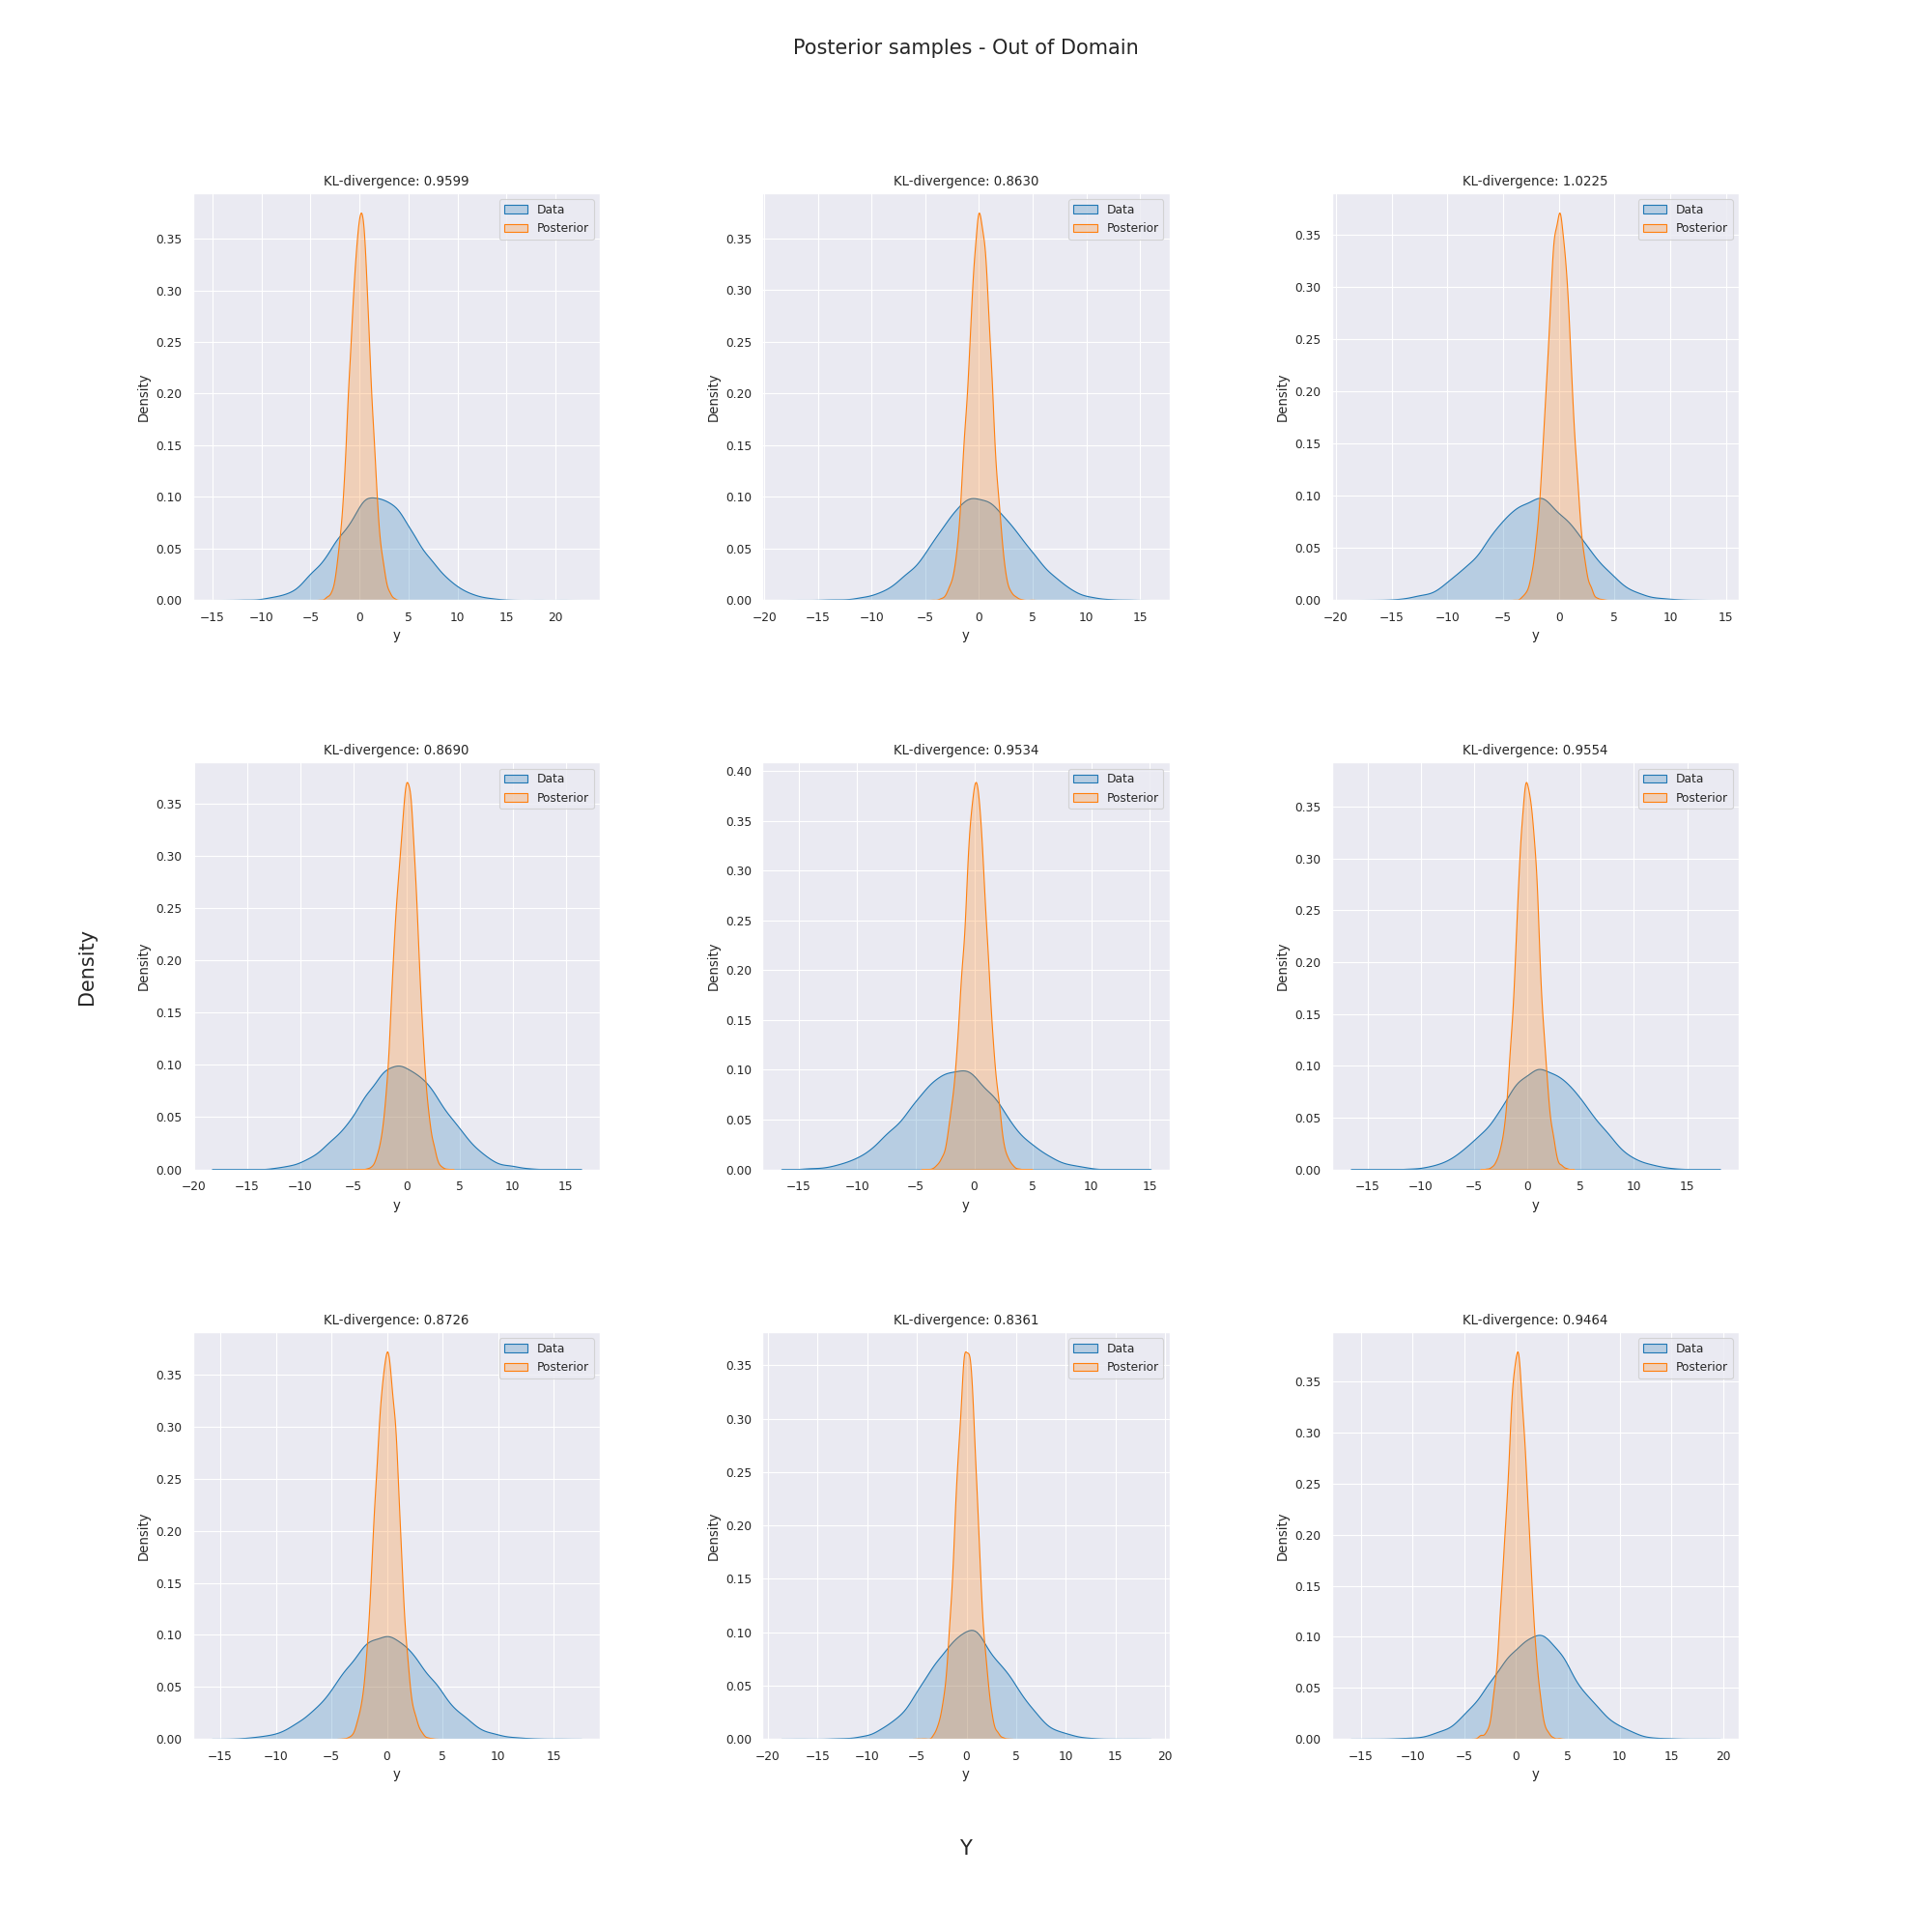 Posterior samples - Out of Domain
KL-divergence: 0.9599
Data
Posterior
0.35
0.30
0.25
0.20
0.15
0.10
0.05
0.00
Density
−15 −10 −5 0 5 10 15 20
y
KL-divergence: 0.8630
Data
Posterior
0.35
0.30
0.25
0.20
0.15
0.10
0.05
0.00
Density
−20 −15 −10 −5 0 5 10 15
y
KL-divergence: 1.0225
Data
Posterior
0.35
0.30
0.25
0.20
0.15
0.10
0.05
0.00
Density
−20 −15 −10 −5 0 5 10 15
y
Density
KL-divergence: 0.8690
Data
Posterior
0.35
0.30
0.25
0.20
0.15
0.10
0.05
0.00
Density
−20 −15 −10 −5 0 5 10 15
y
KL-divergence: 0.9534
Data
Posterior
0.40
0.35
0.30
0.25
0.20
0.15
0.10
0.05
0.00
Density
−15 −10 −5 0 5 10 15
y
KL-divergence: 0.9554
Data
Posterior
0.35
0.30
0.25
0.20
0.15
0.10
0.05
0.00
Density
−15 −10 −5 0 5 10 15
y
KL-divergence: 0.8726
Data
Posterior
0.35
0.30
0.25
0.20
0.15
0.10
0.05
0.00
Density
−15 −10 −5 0 5 10 15
y
KL-divergence: 0.8361
Data
Posterior
0.35
0.30
0.25
0.20
0.15
0.10
0.05
0.00
Density
−20 −15 −10 −5 0 5 10 15 20
y
KL-divergence: 0.9464
Data
Posterior
0.35
0.30
0.25
0.20
0.15
0.10
0.05
0.00
Density
−15 −10 −5 0 5 10 15 20
y
Y